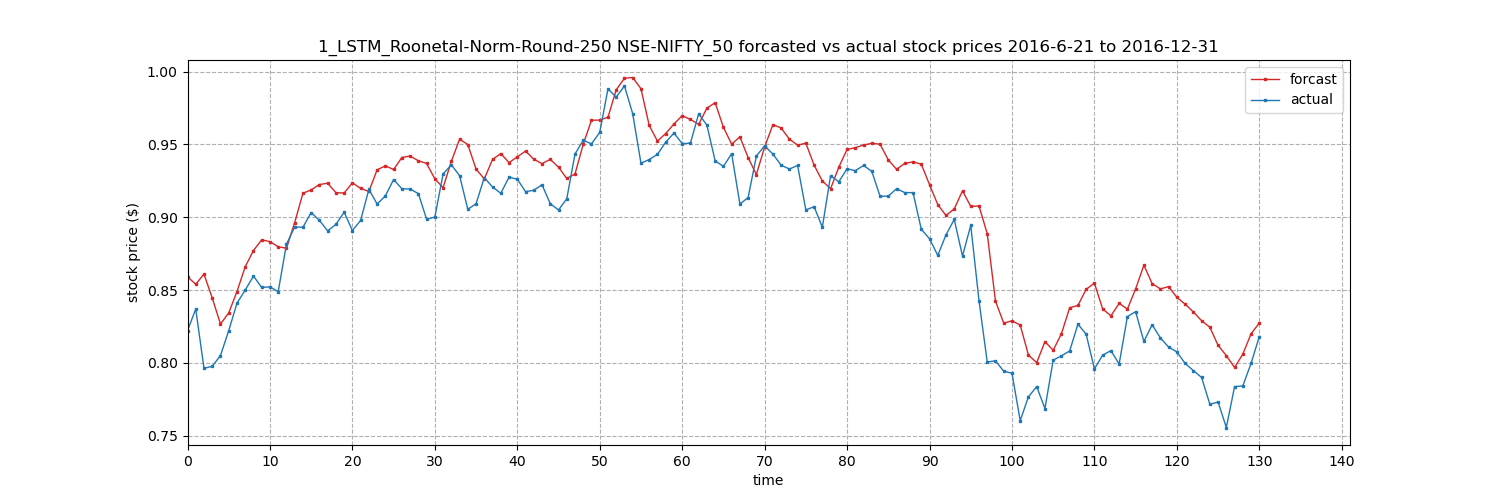 1_LSTM_Roonetal-Norm-Round-250 NSE-NIFTY_50 forcasted vs actual stock prices 2016-6-21 to 2016-12-31
forcast
actual
stock price ($)
1.00
0.95
0.90
0.85
0.80
0.75
0 10 20 30 40 50 60 70 80 90 100 110 120 130 140
time